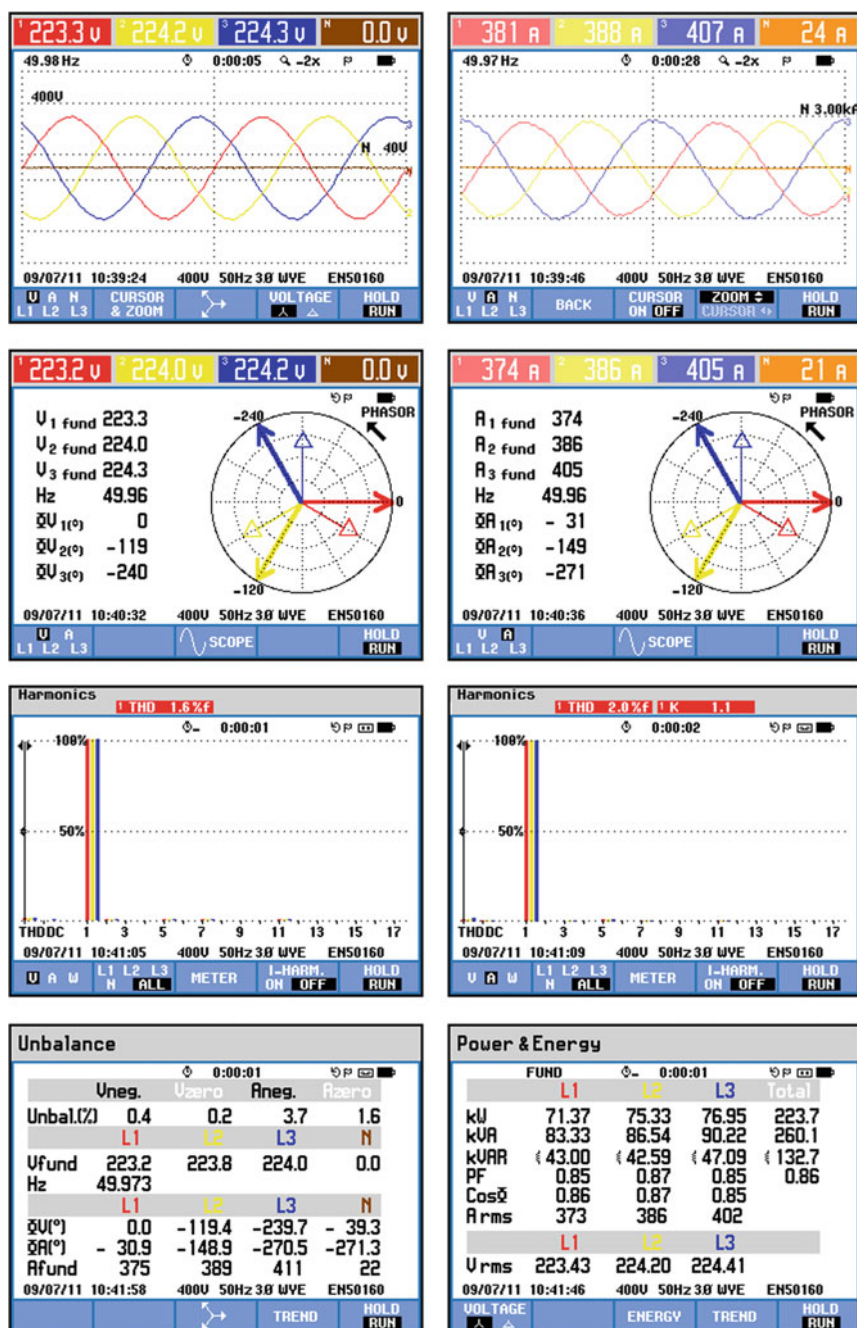 1 223.3 V 2 224.2 V 3 224.3 V N 0.0 V
49.98 Hz 0:00:05 -2x P
400V
N 40V
3
N
2
09/07/11 10:39:24 400V 50Hz 3Ø WYE EN50160
V A N
L1 L2 L3
CURSOR & ZOOM
VOLTAGE
HOLD
RUN
1 381 A 2 388 A 3 407 A N 24 A
49.97 Hz 0:00:28 -2x P
N 3.00kA
3
N
2
1
09/07/11 10:39:46 400V 50Hz 3Ø WYE EN50160
V A N
L1 L2 L3
BACK
CURSOR
ON OFF
ZOOM
CURSOR
HOLD
RUN
1 223.2 V 2 224.0 V 3 224.2 V N 0.0 V
P
PHASOR
V1 fund 223.3
V2 fund 224.0
V3 fund 224.3
Hz 49.96
ΦV1(°) 0
ΦV2(°) -119
ΦV3(°) -240
-240
0
-120
09/07/11 10:40:32 400V 50Hz 3Ø WYE EN50160
V A
L1 L2 L3
SCOPE
HOLD
RUN
1 374 A 2 386 A 3 405 A N 21 A
P
PHASOR
A1 fund 374
A2 fund 386
A3 fund 405
Hz 49.96
ΦA1(°) - 31
ΦA2(°) -149
ΦA3(°) -271
-240
0
-120
09/07/11 10:40:36 400V 50Hz 3Ø WYE EN50160
V A
L1 L2 L3
SCOPE
HOLD
RUN
Harmonics
1 THD 1.6%f
0:00:01 P
100%
50%
THDDC 1 3 5 7 9 11 13 15 17
09/07/11 10:41:05 400V 50Hz 3Ø WYE EN50160
V A W
L1 L2 L3
N ALL
METER
I-HARM.
ON OFF
HOLD
RUN
Harmonics
1 THD 2.0%f 1 K 1.1
0:00:02 P
100%
50%
THDDC 1 3 5 7 9 11 13 15 17
09/07/11 10:41:09 400V 50Hz 3Ø WYE EN50160
V A W
L1 L2 L3
N ALL
METER
I-HARM.
ON OFF
HOLD
RUN
Unbalance
0:00:01 P
Vneg. Vzero Aneg. Azero
Unbal.(%) 0.4 0.2 3.7 1.6
L1 L2 L3 N
Vfund 223.2 223.8 224.0 0.0
Hz 49.973
L1 L2 L3 N
ΦV(°) 0.0 -119.4 -239.7 - 39.3
ΦA(°) - 30.9 -148.9 -270.5 -271.3
Afund 375 389 411 22
09/07/11 10:41:58 400V 50Hz 3Ø WYE EN50160
TREND
HOLD
RUN
Power & Energy
FUND 0:00:01 P
L1 L2 L3 Total
kW 71.37 75.33 76.95 223.7
kVA 83.33 86.54 90.22 260.1
kVAR 43.00 42.59 47.09 132.7
PF 0.85 0.87 0.85 0.86
CosΦ 0.86 0.87 0.85
A rms 373 386 402
L1 L2 L3
V rms 223.43 224.20 224.41
09/07/11 10:41:46 400V 50Hz 3Ø WYE EN50160
VOLTAGE
ENERGY
TREND
HOLD
RUN